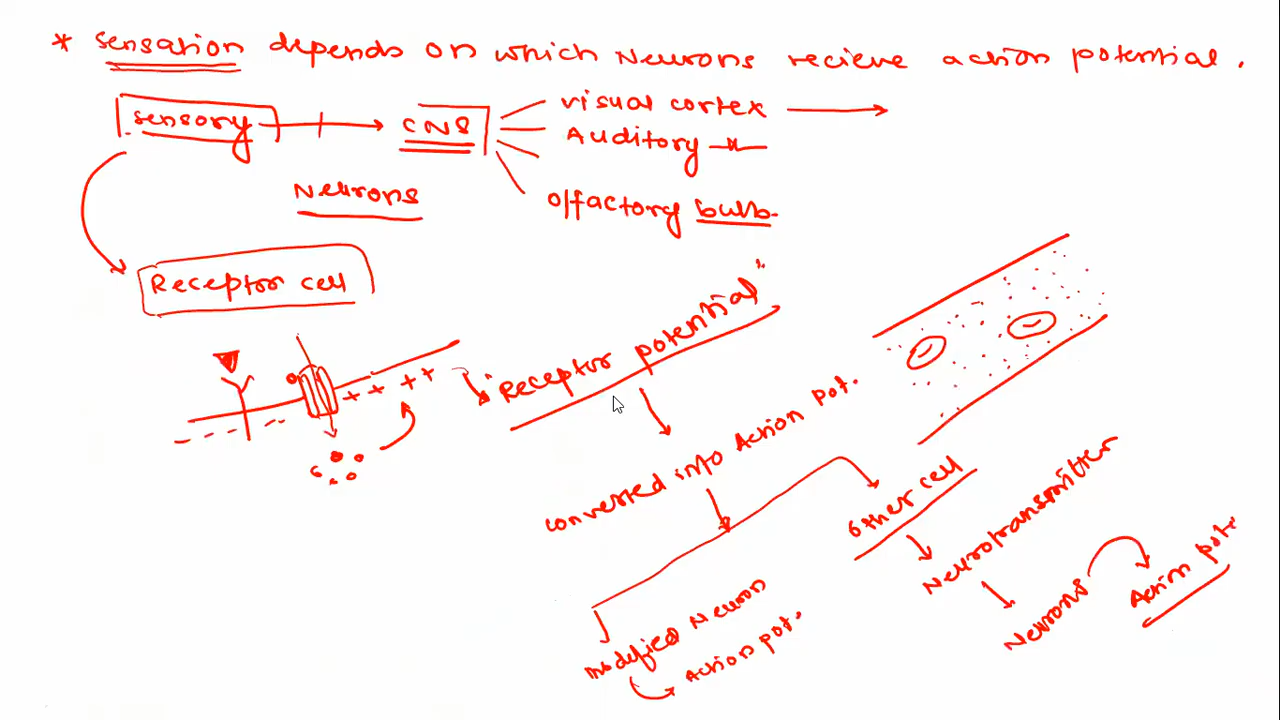 * sensation depends on which Neurons recieve action potential.
sensory
CNS
visual cortex
Auditory
olfactory bulb.
Neurons
Receptor cell
"Receptor potential"
converted into Action pot.
+ + + +
other cell
Neurotransmitter
Neurons
Action pote.
modified Neuron
Action pot.